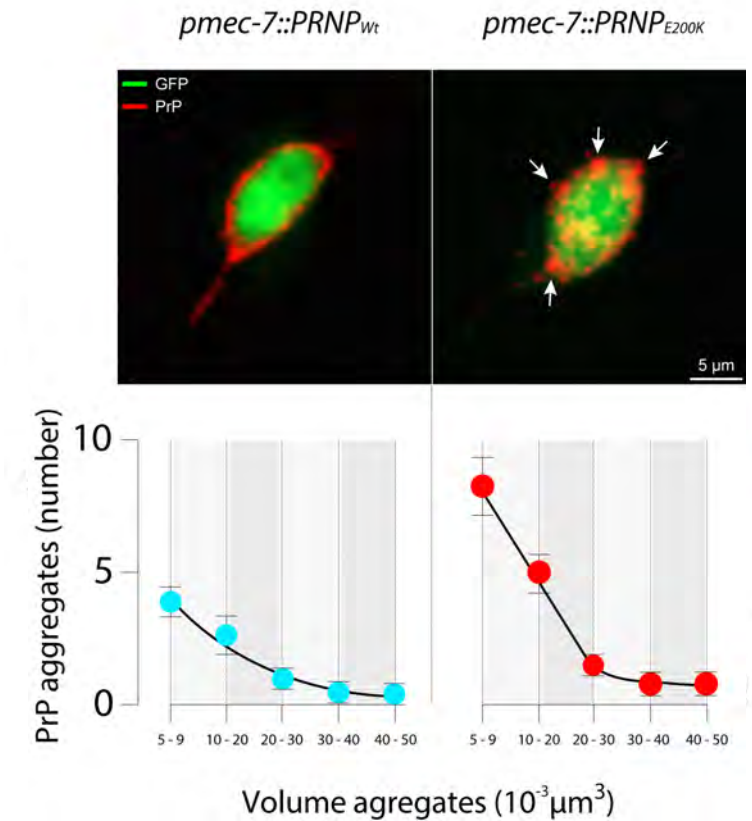 pmec-7::PRNPWt
pmec-7::PRNPE200K
GFP
PrP
5 µm
PrP aggregates (number)
10
5
0
5 - 9 10 - 20 20 - 30 30 - 40 40 - 50
5 - 9 10 - 20 20 - 30 30 - 40 40 - 50
Volume agregates (10⁻³µm³)